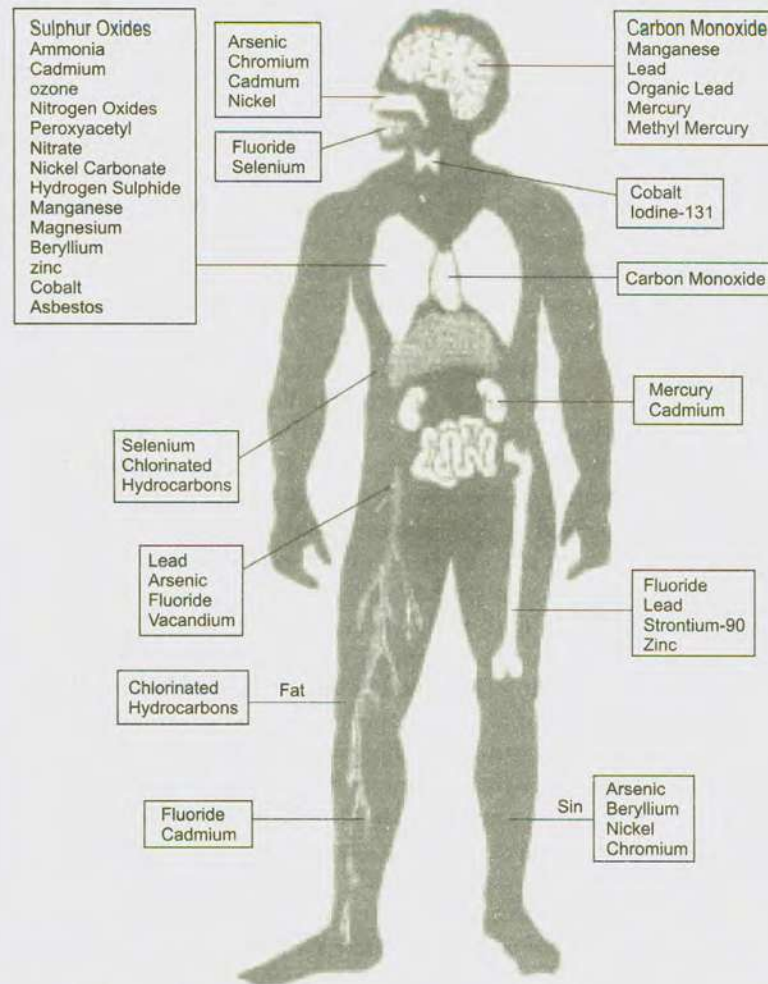 Sulphur Oxides
Ammonia
Cadmium
ozone
Nitrogen Oxides
Peroxyacetyl
Nitrate
Nickel Carbonate
Hydrogen Sulphide
Manganese
Magnesium
Beryllium
zinc
Cobalt
Asbestos
Arsenic
Chromium
Cadmum
Nickel
Fluoride
Selenium
Carbon Monoxide
Manganese
Lead
Organic Lead
Mercury
Methyl Mercury
Cobalt
Iodine-131
Carbon Monoxide
Mercury
Cadmium
Selenium
Chlorinated
Hydrocarbons
Lead
Arsenic
Fluoride
Vacandium
Fluoride
Lead
Strontium-90
Zinc
Chlorinated
Hydrocarbons
Fat
Fluoride
Cadmium
Sin
Arsenic
Beryllium
Nickel
Chromium